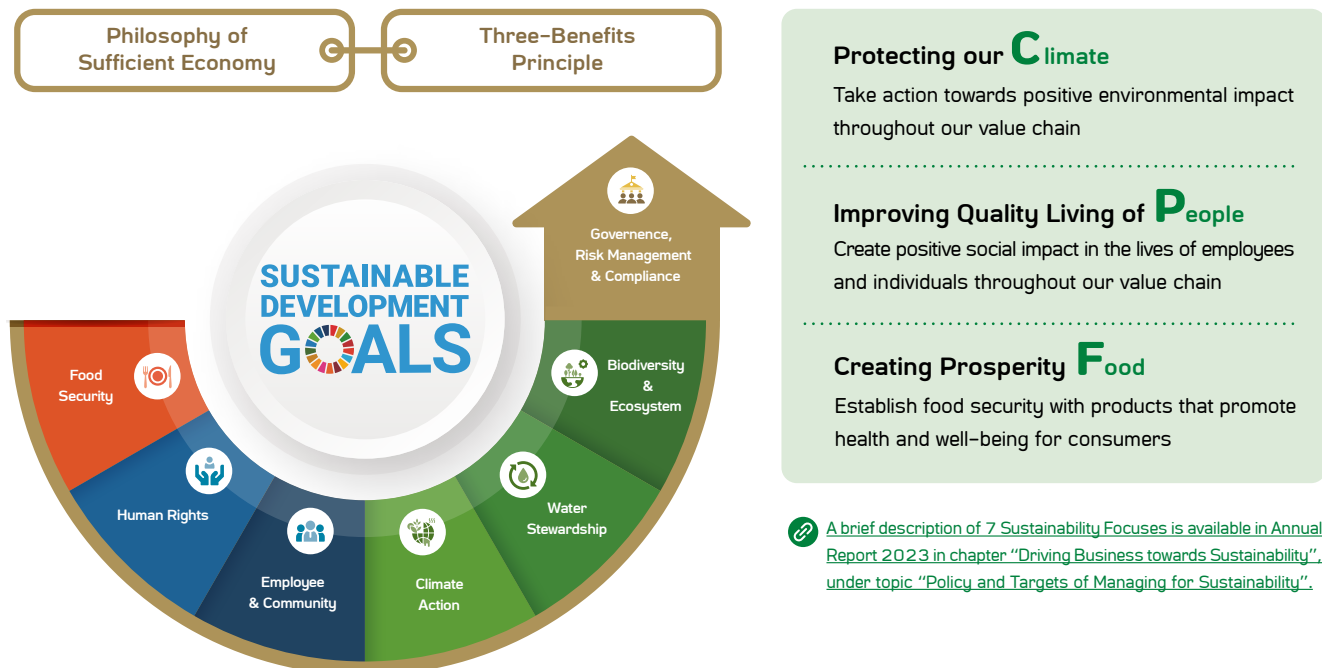 Philosophy of
Sufficient Economy
Three-Benefits
Principle
Governence,
Risk Management
& Compliance
SUSTAINABLE
DEVELOPMENT
GOALS
Food
Security
Human Rights
Employee
& Community
Climate
Action
Water
Stewardship
Biodiversity
&
Ecosystem
Protecting our Climate
Take action towards positive environmental impact
throughout our value chain
Improving Quality Living of People
Create positive social impact in the lives of employees
and individuals throughout our value chain
Creating Prosperity Food
Establish food security with products that promote
health and well-being for consumers
A brief description of 7 Sustainability Focuses is available in Annual
Report 2023 in chapter “Driving Business towards Sustainability”,
under topic “Policy and Targets of Managing for Sustainability”.